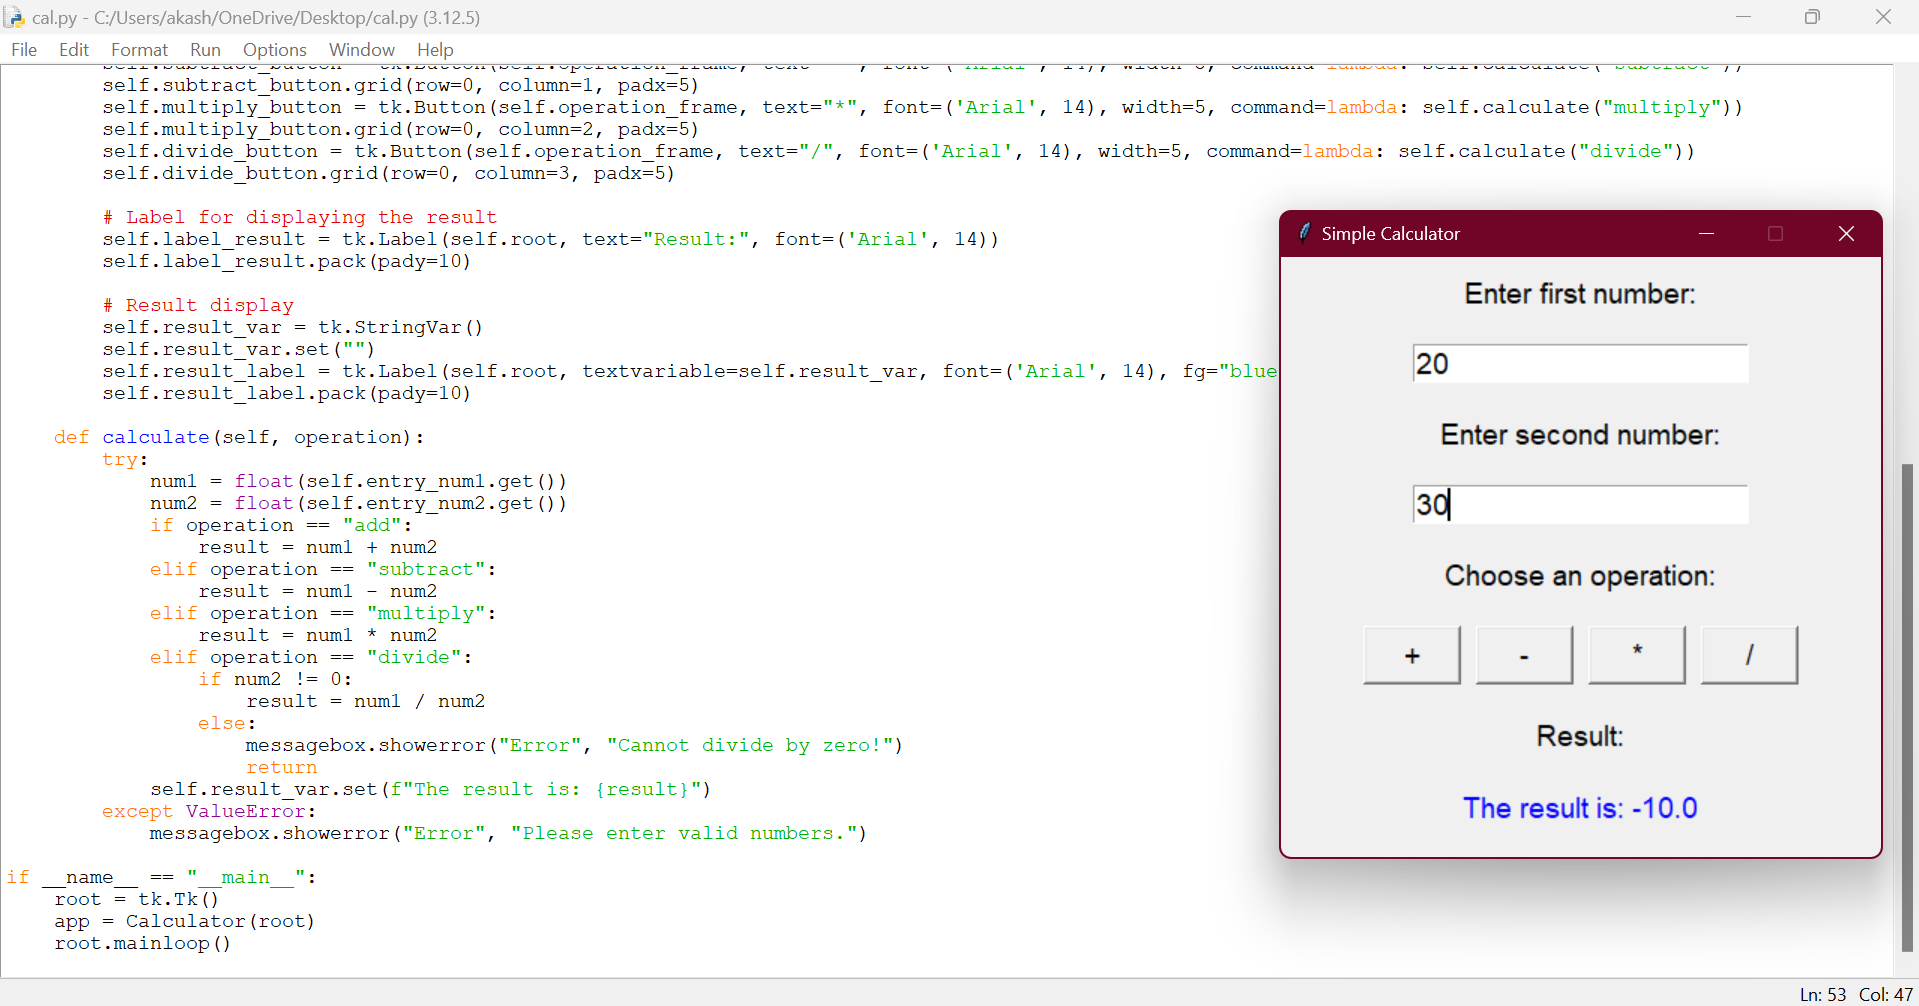 cal.py - C:/Users/akash/OneDrive/Desktop/cal.py (3.12.5)
File Edit Format Run Options Window Help
self.subtract_button.grid(row=0, column=1, padx=5)
self.multiply_button = tk.Button(self.operation_frame, text="*", font=('Arial', 14), width=5, command=lambda: self.calculate("multiply"))
self.multiply_button.grid(row=0, column=2, padx=5)
self.divide_button = tk.Button(self.operation_frame, text="/", font=('Arial', 14), width=5, command=lambda: self.calculate("divide"))
self.divide_button.grid(row=0, column=3, padx=5)
# Label for displaying the result
self.label_result = tk.Label(self.root, text="Result:", font=('Arial', 14))
self.label_result.pack(pady=10)
# Result display
self.result_var = tk.StringVar()
self.result_var.set("")
self.result_label = tk.Label(self.root, textvariable=self.result_var, font=('Arial', 14), fg="blue
self.result_label.pack(pady=10)
def calculate(self, operation):
try:
num1 = float(self.entry_num1.get())
num2 = float(self.entry_num2.get())
if operation == "add":
result = num1 + num2
elif operation == "subtract":
result = num1 - num2
elif operation == "multiply":
result = num1 * num2
elif operation == "divide":
if num2 != 0:
result = num1 / num2
else:
messagebox.showerror("Error", "Cannot divide by zero!")
return
self.result_var.set(f"The result is: {result}")
except ValueError:
messagebox.showerror("Error", "Please enter valid numbers.")
if __name__ == "__main__":
root = tk.Tk()
app = Calculator(root)
root.mainloop()
Simple Calculator
Enter first number:
20
Enter second number:
30
Choose an operation:
+ - * /
Result:
The result is: -10.0
Ln: 53 Col: 47